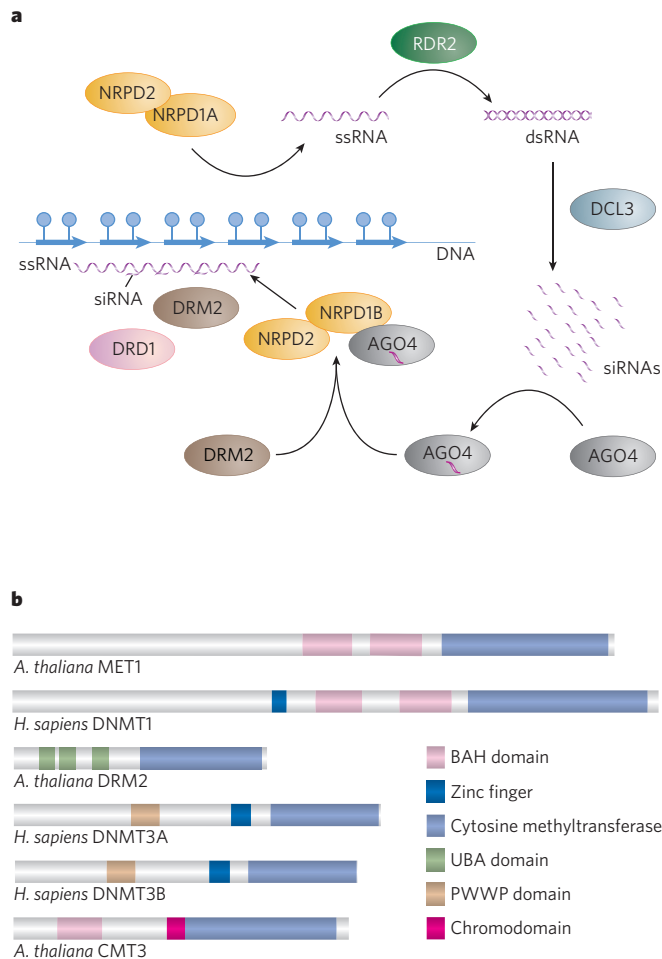 a
RDR2
NRPD2
NRPD1A
ssRNA
dsRNA
DCL3
DNA
ssRNA
siRNA
DRM2
NRPD1B
DRD1
NRPD2
AGO4
siRNAs
DRM2
AGO4
AGO4
b
A. thaliana MET1
H. sapiens DNMT1
A. thaliana DRM2
H. sapiens DNMT3A
H. sapiens DNMT3B
A. thaliana CMT3
BAH domain
Zinc finger
Cytosine methyltransferase
UBA domain
PWWP domain
Chromodomain